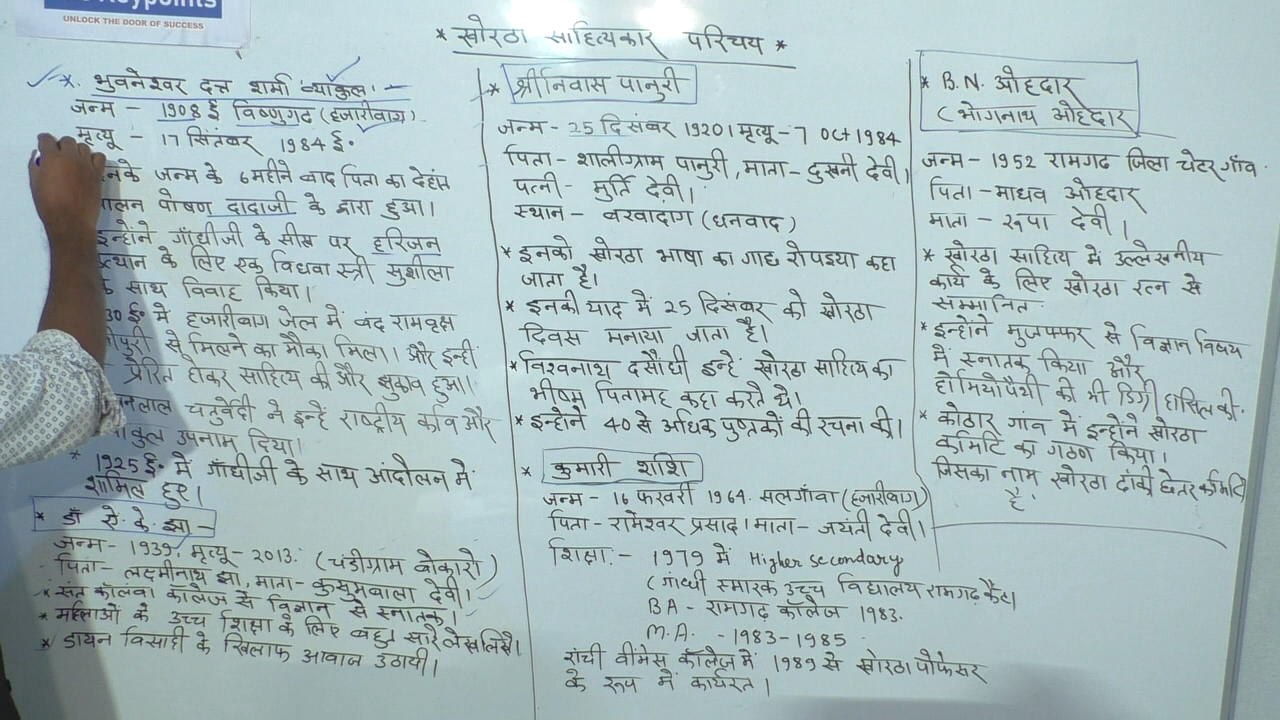 Keypoints
UNLOCK THE DOOR OF SUCCESS
* खोरठा साहित्यकार परिचय *
*. भुवनेश्वर दत्त शर्मा व्याकुल :-
जन्म - 1908 ई विष्णुगढ (हजारीबाग)
मृत्यू - 17 सितंबर 1984 ई॰
नके जन्म के 6 महीने बाद पिता का देहांत
पालन पोषण दादाजी के द्वारा हुआ।
इन्होने गाँधीजी के सीख पर हरिजन
त्थान के लिए एक विधवा स्त्री सुशीला
के साथ विवाह किया।
30 ई॰ में हजारीबाग जेल में बंद रामवृक्ष
पुरी से मिलने का मौका मिला। और इन्ही
प्रेरित होकर साहित्य की और झुकाव हुआ।
नलाल चतुर्वेदी ने इन्हे राष्ट्रीय कवि और
ाकुल उपनाम दिया।
* 1925 ई॰ में गाँधीजी के साथ आंदोलन में
शामिल हुए।
* डॉ ए. के. झा -
जन्म - 1939, मृत्यू - 2013. (चंडीग्राम बोकारो)
पिता - लक्ष्मीनाथ झा, माता - कुसुमबाला देवी।
* संत कॉलंबा कॉलेज से विज्ञान से स्नातक।
* महिलाओं के उच्च शिक्षा के लिए बहुत सारे लेख लिखे।
* डायन बिसाही के खिलाफ आवाज उठायी।
* श्रीनिवास पानुरी
जन्म - 25 दिसंबर 1920। मृत्यू - 7 Oct 1984
पिता - शालीग्राम पानुरी, माता - दुखनी देवी।
पत्नी - मुर्ति देवी।
स्थान - बरवाअड्डा (धनबाद)
* इनको खोरठा भाषा का गाछ रोपइया कहा
जाता है।
* इनकी याद में 25 दिसंबर को खोरठा
दिवस मनाया जाता है।
* विश्वनाथ दसौंधी इन्हे खोरठा साहित्य का
भीष्म पितामह कहा करते थे।
* इन्होने 40 से अधिक पुस्तकों की रचना की।
* कुमारी शशि
जन्म - 16 फरवरी 1964. सलगाँवा (हजारीबाग)
पिता - रामेश्वर प्रसाद। माता - जयंती देवी।
शिक्षा :- 1979 में Higher secondary
(गाँधी स्मारक उच्च विद्यालय रामगढ़ कैंट।
BA - रामगढ़ कॉलेज 1983.
M.A. - 1983-1985.
रांची वीमेंस कॉलेज में 1989 से खोरठा प्रोफेसर
के रूप में कार्यरत।
* B.N. ओहदार
(भोगनाथ ओहदार
जन्म - 1952 रामगढ जिला चेटर गाँव.
पिता - माधव ओहदार
माता - रूपा देवी।
* खोरठा साहित्य में उल्लेखनीय
कार्य के लिए खोरठा रत्न से
सम्मानित.
* इन्होने मुजफ्फर से विज्ञान विषय
में स्नातक किया और
होमियोपैथी की भी डिग्री हासिल की.
* कोठार गांव में इन्होने खोरठा
कमिटि का गठण किया।
जिसका नाम खोरठा ढाकी छेतर कमिटि
है.